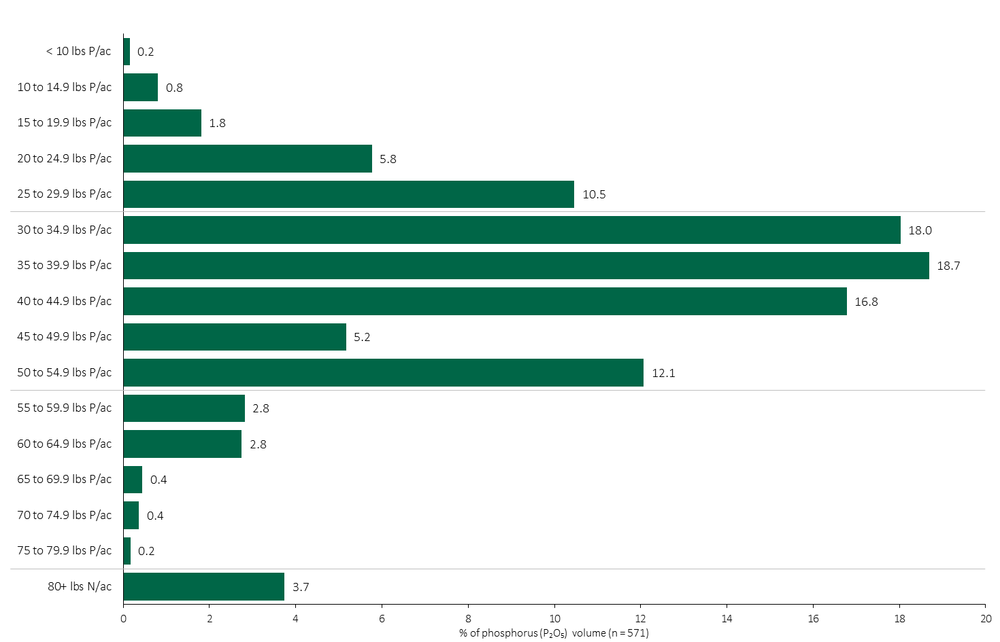 < 10 lbs P/ac 0.2
10 to 14.9 lbs P/ac 0.8
15 to 19.9 lbs P/ac 1.8
20 to 24.9 lbs P/ac 5.8
25 to 29.9 lbs P/ac 10.5
30 to 34.9 lbs P/ac 18.0
35 to 39.9 lbs P/ac 18.7
40 to 44.9 lbs P/ac 16.8
45 to 49.9 lbs P/ac 5.2
50 to 54.9 lbs P/ac 12.1
55 to 59.9 lbs P/ac 2.8
60 to 64.9 lbs P/ac 2.8
65 to 69.9 lbs P/ac 0.4
70 to 74.9 lbs P/ac 0.4
75 to 79.9 lbs P/ac 0.2
80+ lbs N/ac 3.7
0 2 4 6 8 10 12 14 16 18 20
% of phosphorus (P₂O₅) volume (n = 571)